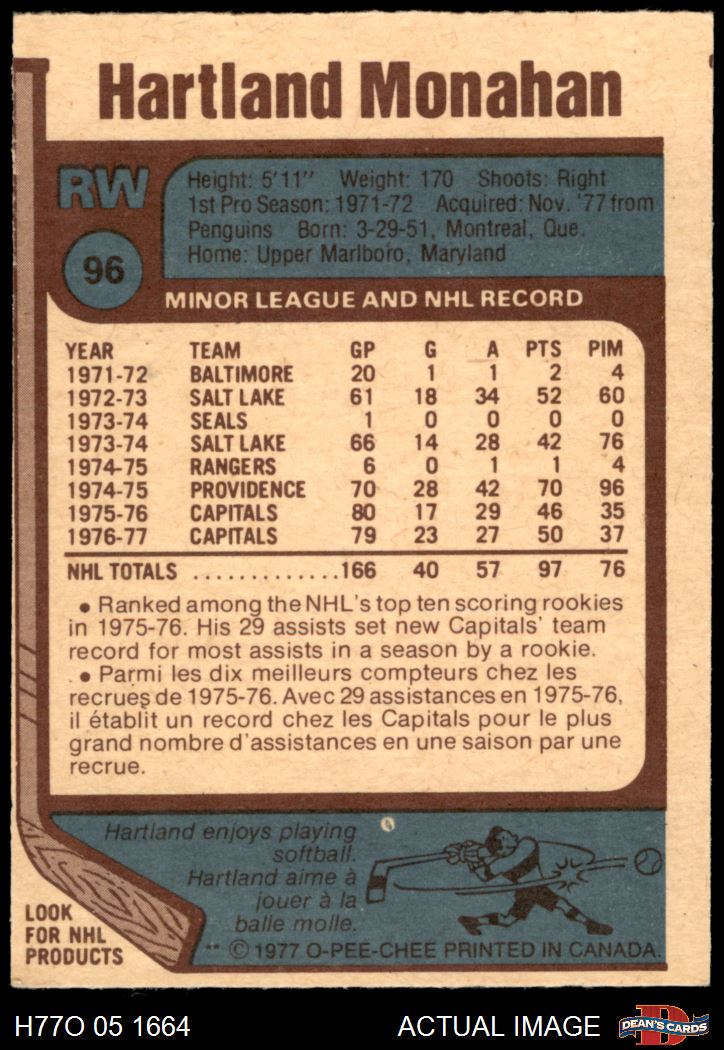 Hartland Monahan
RW
96
Height: 5'11" Weight: 170 Shoots: Right
1st Pro Season: 1971-72 Acquired: Nov. '77 from
Penguins Born: 3-29-51, Montreal, Que.
Home: Upper Marlboro, Maryland
MINOR LEAGUE AND NHL RECORD
YEAR TEAM GP G A PTS PIM
1971-72 BALTIMORE 20 1 1 2 4
1972-73 SALT LAKE 61 18 34 52 60
1973-74 SEALS 1 0 0 0 0
1973-74 SALT LAKE 66 14 28 42 76
1974-75 RANGERS 6 0 1 1 4
1974-75 PROVIDENCE 70 28 42 70 96
1975-76 CAPITALS 80 17 29 46 35
1976-77 CAPITALS 79 23 27 50 37
NHL TOTALS .............166 40 57 97 76
• Ranked among the NHL's top ten scoring rookies
in 1975-76. His 29 assists set new Capitals' team
record for most assists in a season by a rookie.
• Parmi les dix meilleurs compteurs chez les
recrues de 1975-76. Avec 29 assistances en 1975-76,
il établit un record chez les Capitals pour le plus
grand nombre d'assistances en une saison par une
recrue.
Hartland enjoys playing
softball.
Hartland aime à
jouer à la
balle molle.
LOOK
FOR NHL
PRODUCTS
** © 1977 O-PEE-CHEE PRINTED IN CANADA.
H77O 05 1664 ACTUAL IMAGE
D
DEAN'S CARDS